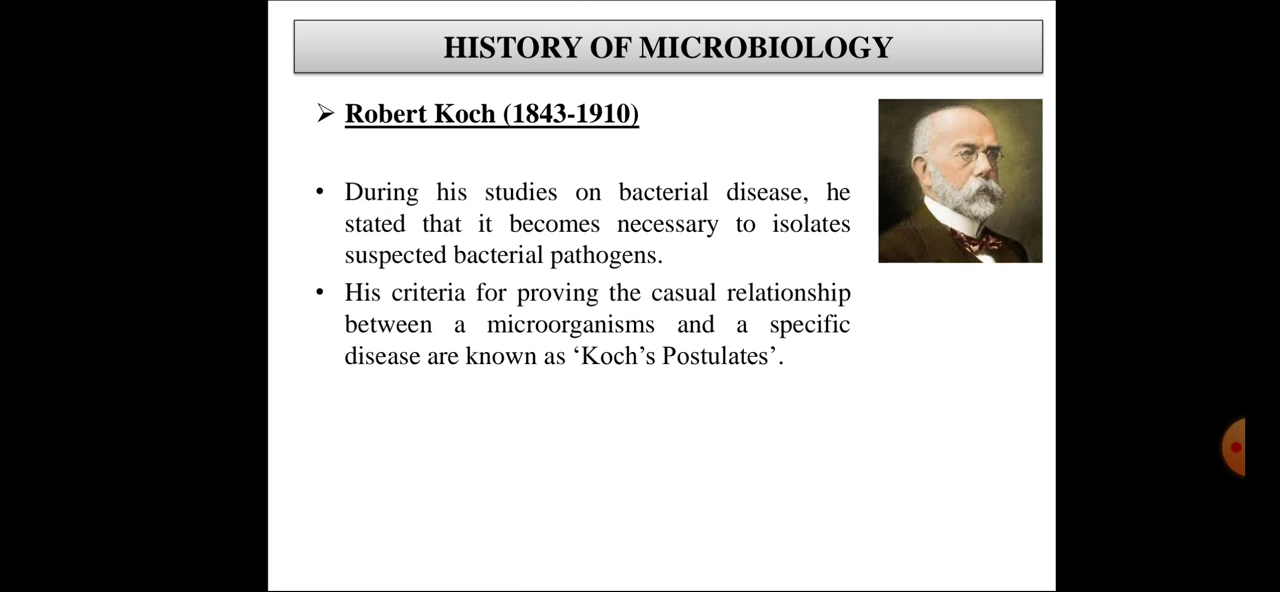 HISTORY OF MICROBIOLOGY
➢ Robert Koch (1843-1910)
• During his studies on bacterial disease, he
stated that it becomes necessary to isolates
suspected bacterial pathogens.
• His criteria for proving the casual relationship
between a microorganisms and a specific
disease are known as ‘Koch’s Postulates’.